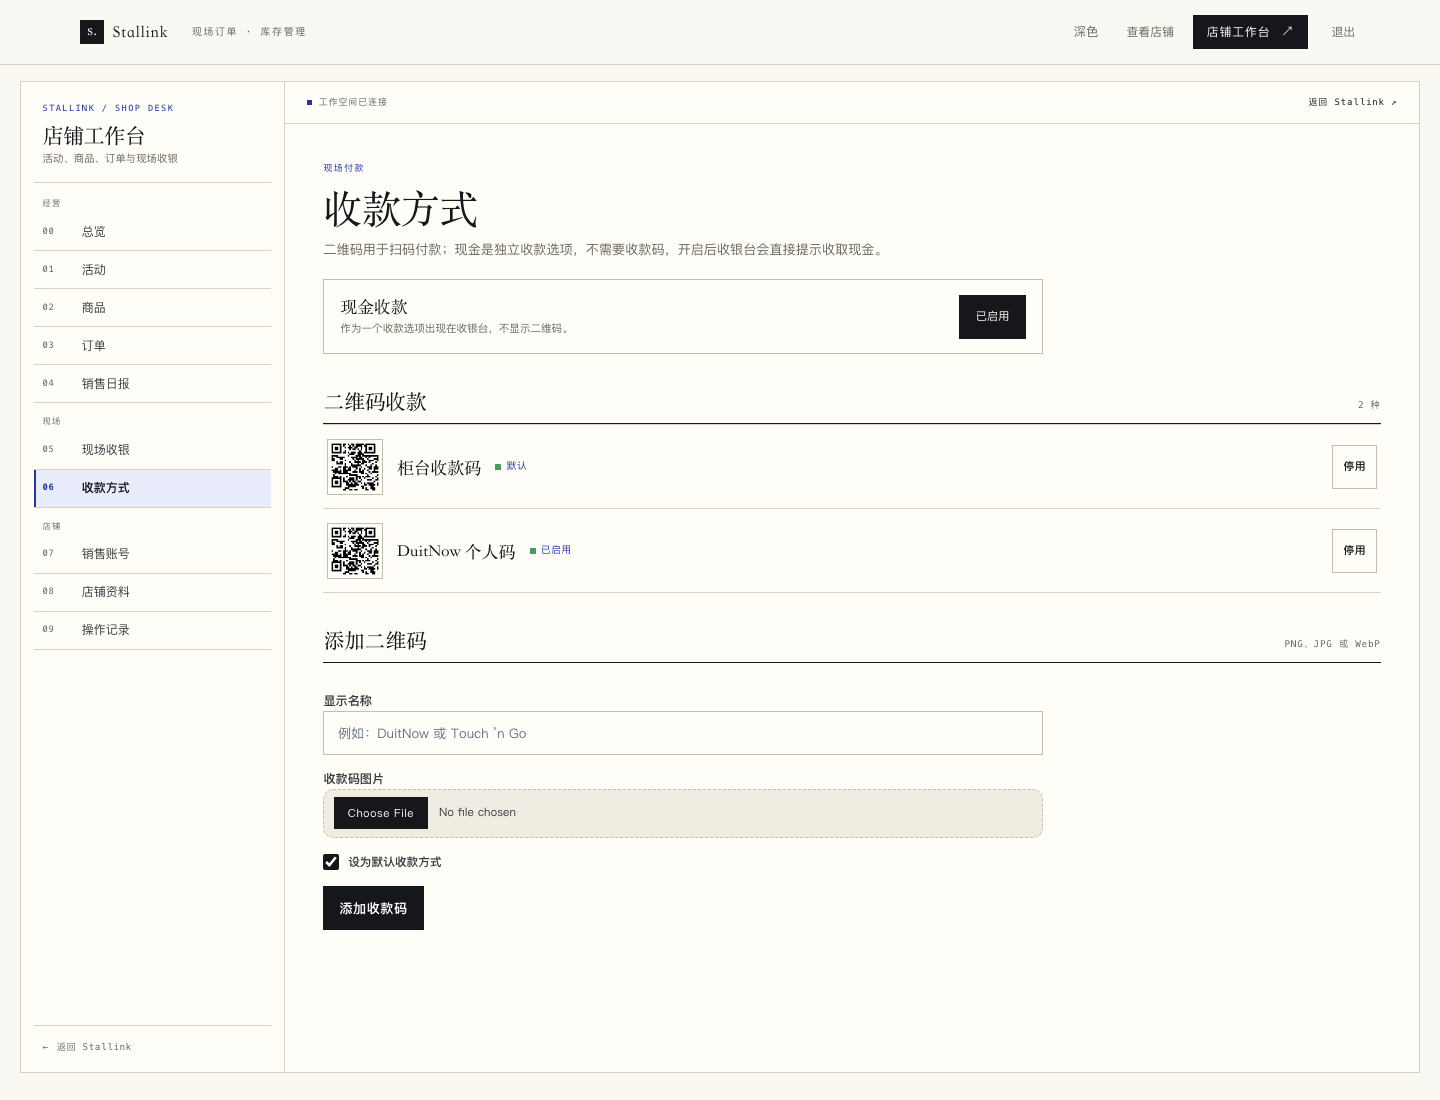 S. Stallink 现场订单 · 库存管理 深色 查看店铺 店铺工作台 ↗ 退出
STALLINK / SHOP DESK
店铺工作台
活动、商品、订单与现场收银
经营
00 总览
01 活动
02 商品
03 订单
04 销售日报
现场
05 现场收银
06 收款方式
店铺
07 销售账号
08 店铺资料
09 操作记录
← 返回 Stallink
工作空间已连接 返回 Stallink ↗
现场付款
收款方式
二维码用于扫码付款；现金是独立收款选项，不需要收款码，开启后收银台会直接提示收取现金。
现金收款
作为一个收款选项出现在收银台，不显示二维码。
已启用
二维码收款 2 种
柜台收款码 默认 停用
DuitNow 个人码 已启用 停用
添加二维码 PNG、JPG 或 WebP
显示名称
例如：DuitNow 或 Touch ’n Go
收款码图片
Choose File No file chosen
设为默认收款方式
添加收款码